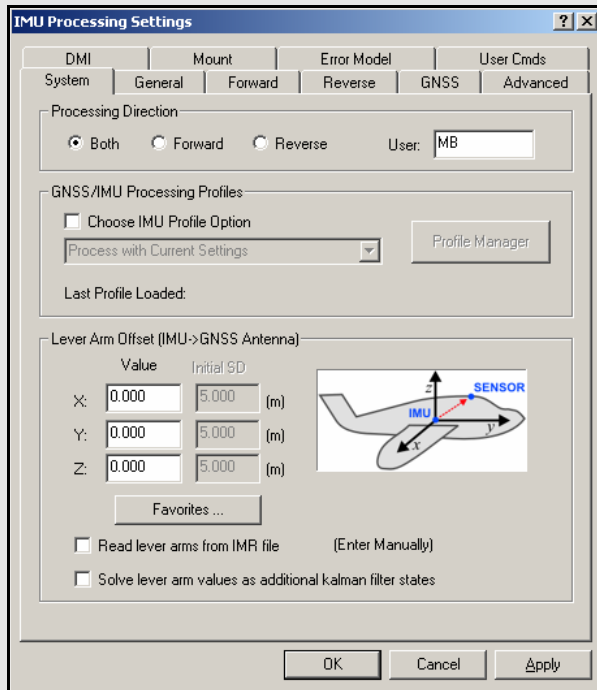 IMU Processing Settings
DMI Mount Error Model User Cmds
System General Forward Reverse GNSS Advanced
Processing Direction
Both Forward Reverse User: MB
GNSS/IMU Processing Profiles
Choose IMU Profile Option
Process with Current Settings Profile Manager
Last Profile Loaded:
Lever Arm Offset (IMU->GNSS Antenna)
Value Initial SD
X: 0.000 5.000 (m)
Y: 0.000 5.000 (m)
Z: 0.000 5.000 (m)
z SENSOR
IMU
x y
Favorites ...
Read lever arms from IMR file (Enter Manually)
Solve lever arm values as additional kalman filter states
OK Cancel Apply